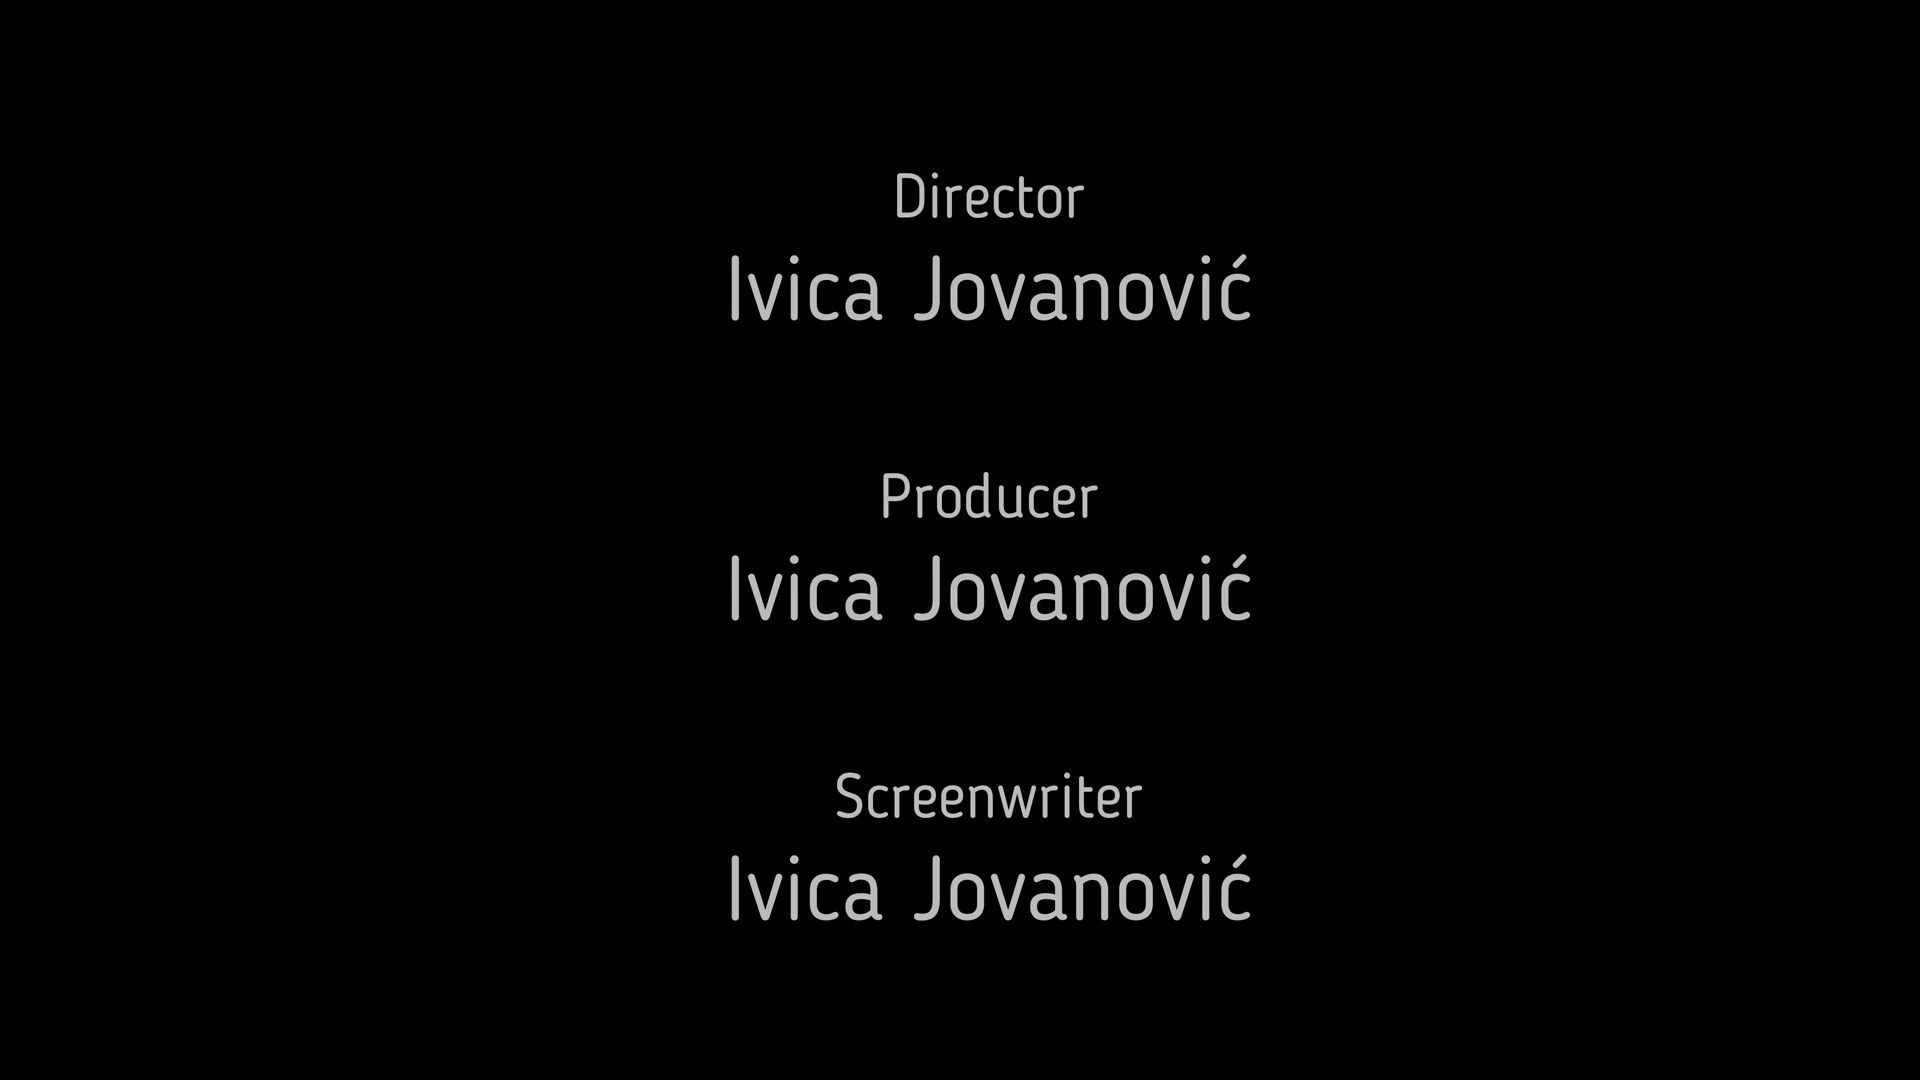 Director
Ivica Jovanović
Producer
Ivica Jovanović
Screenwriter
Ivica Jovanović